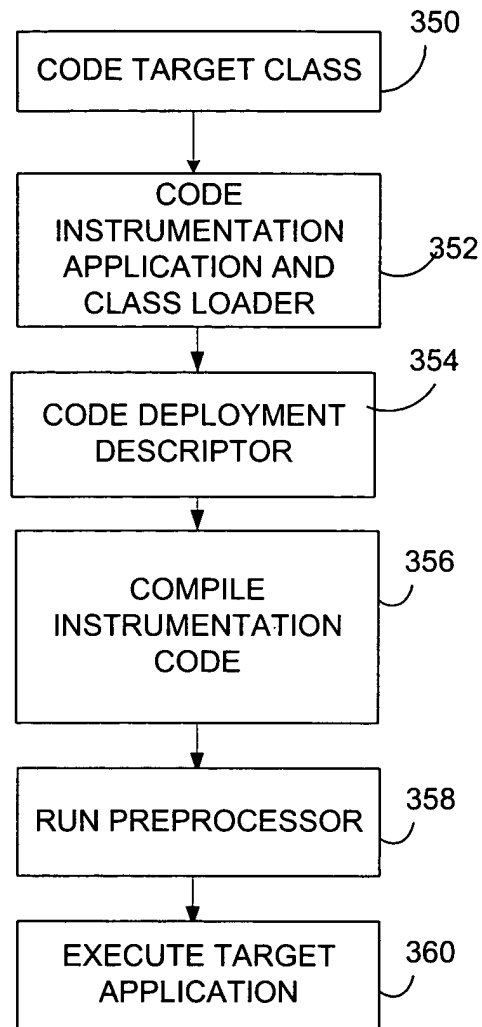 350
CODE TARGET CLASS
CODE
INSTRUMENTATION
APPLICATION AND
CLASS LOADER
352
354
CODE DEPLOYMENT
DESCRIPTOR
356
COMPILE
INSTRUMENTATION
CODE
358
RUN PREPROCESSOR
EXECUTE TARGET
APPLICATION
360